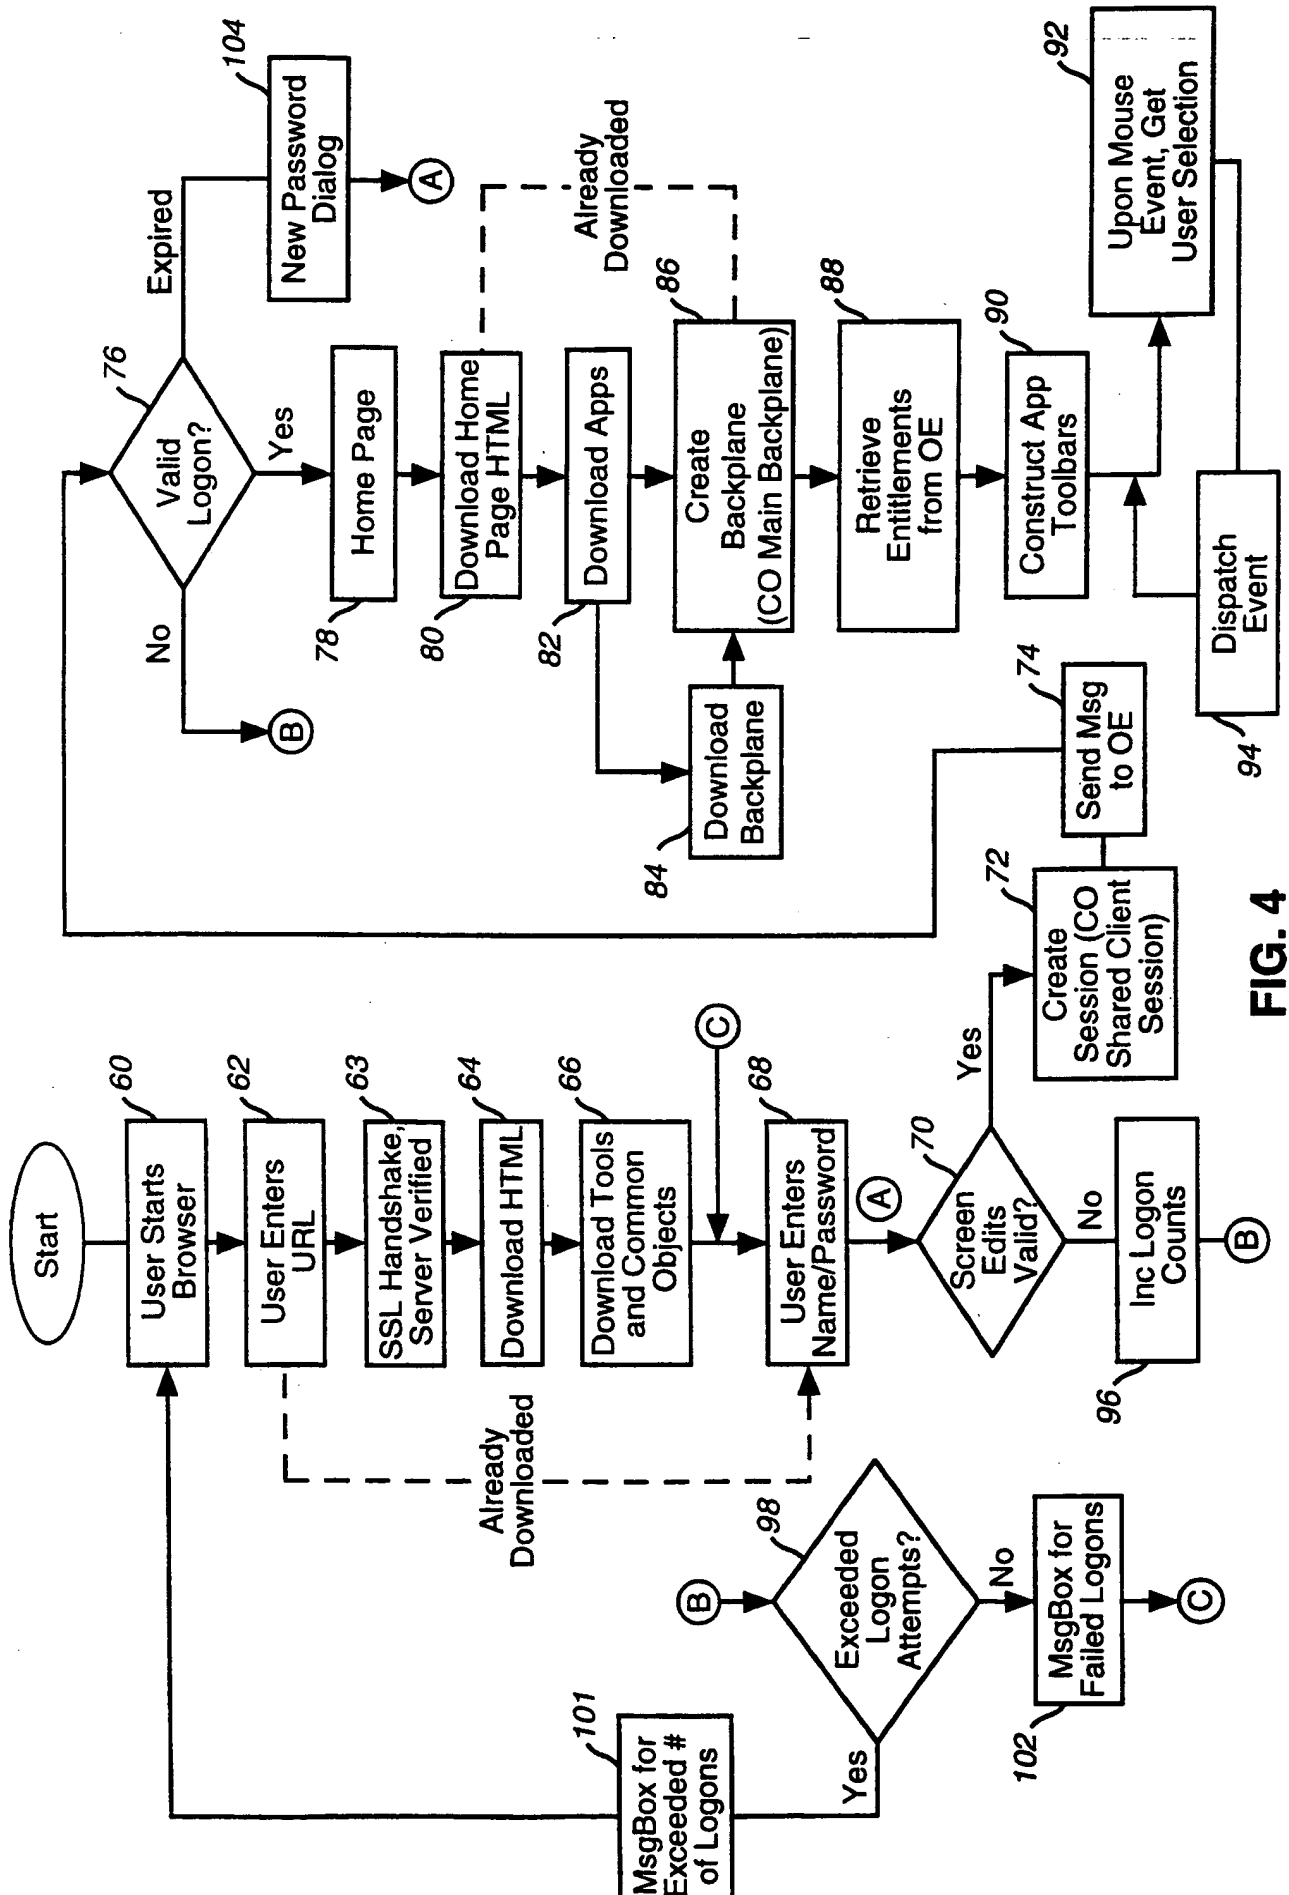 Start
60
User Starts
Browser
62
User Enters
URL
63
SSL Handshake,
Server Verified
64
Download HTML
66
Download Tools
and Common
Objects
C
68
User Enters
Name/Password
Already
Downloaded
A
70
Screen
Edits
Valid?
Yes
No
96
Inc Logon
Counts
B
72
Create
Session (CO
Shared Client
Session)
74
Send Msg
to OE
B
98
Exceeded
Logon
Attempts?
Yes
No
101
MsgBox for
Exceeded #
of Logons
102
MsgBox for
Failed Logons
C
76
Valid
Logon?
No
B
Expired
104
New Password
Dialog
A
Yes
78
Home Page
80
Download Home
Page HTML
Already
Downloaded
82
Download Apps
84
Download
Backplane
86
Create
Backplane
(CO Main Backplane)
88
Retrieve
Entitlements
from OE
90
Construct App
Toolbars
92
Upon Mouse
Event, Get
User Selection
94
Dispatch
Event
FIG. 4